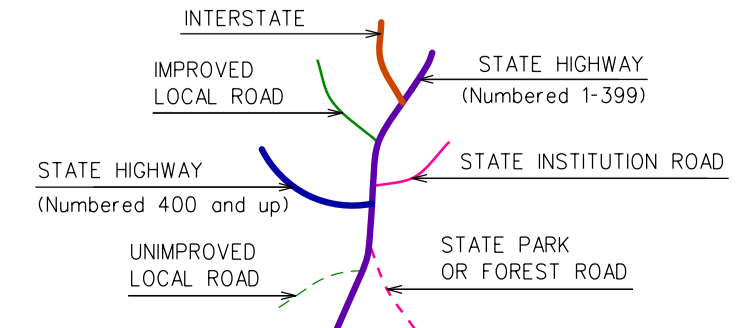 INTERSTATE
STATE HIGHWAY
(Numbered 1-399)
IMPROVED
LOCAL ROAD
STATE INSTITUTION ROAD
STATE HIGHWAY
(Numbered 400 and up)
STATE PARK
OR FOREST ROAD
UNIMPROVED
LOCAL ROAD